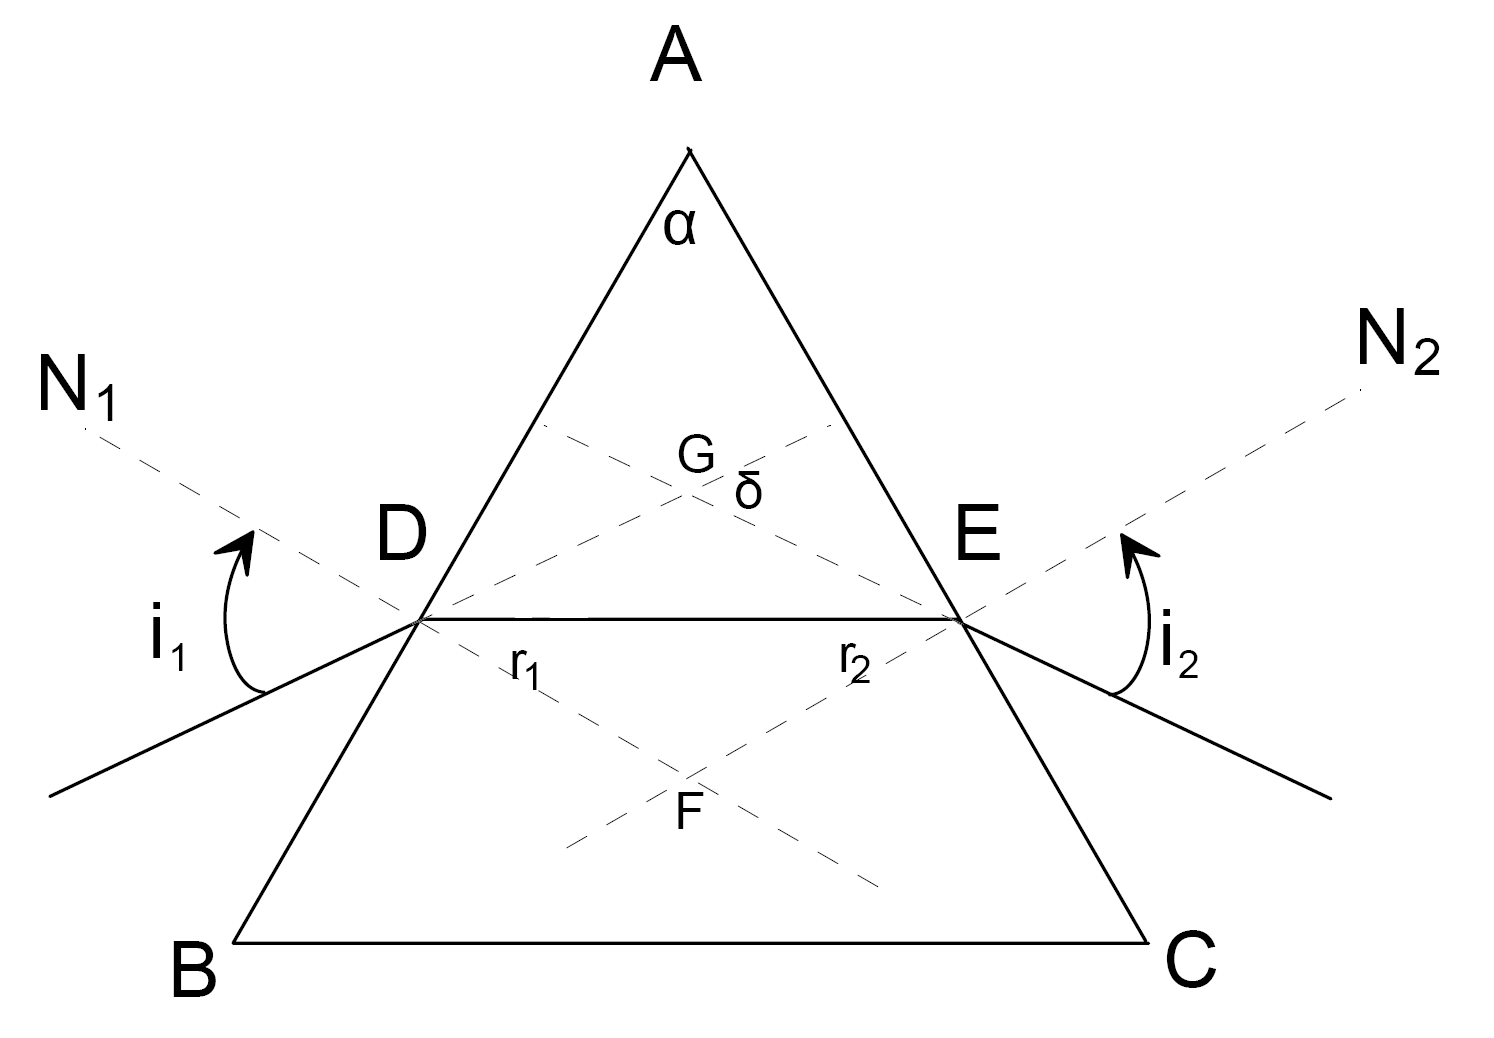 A
α
N₁
N₂
G
δ
D
E
i₁
r₁
r₂
i₂
F
B
C